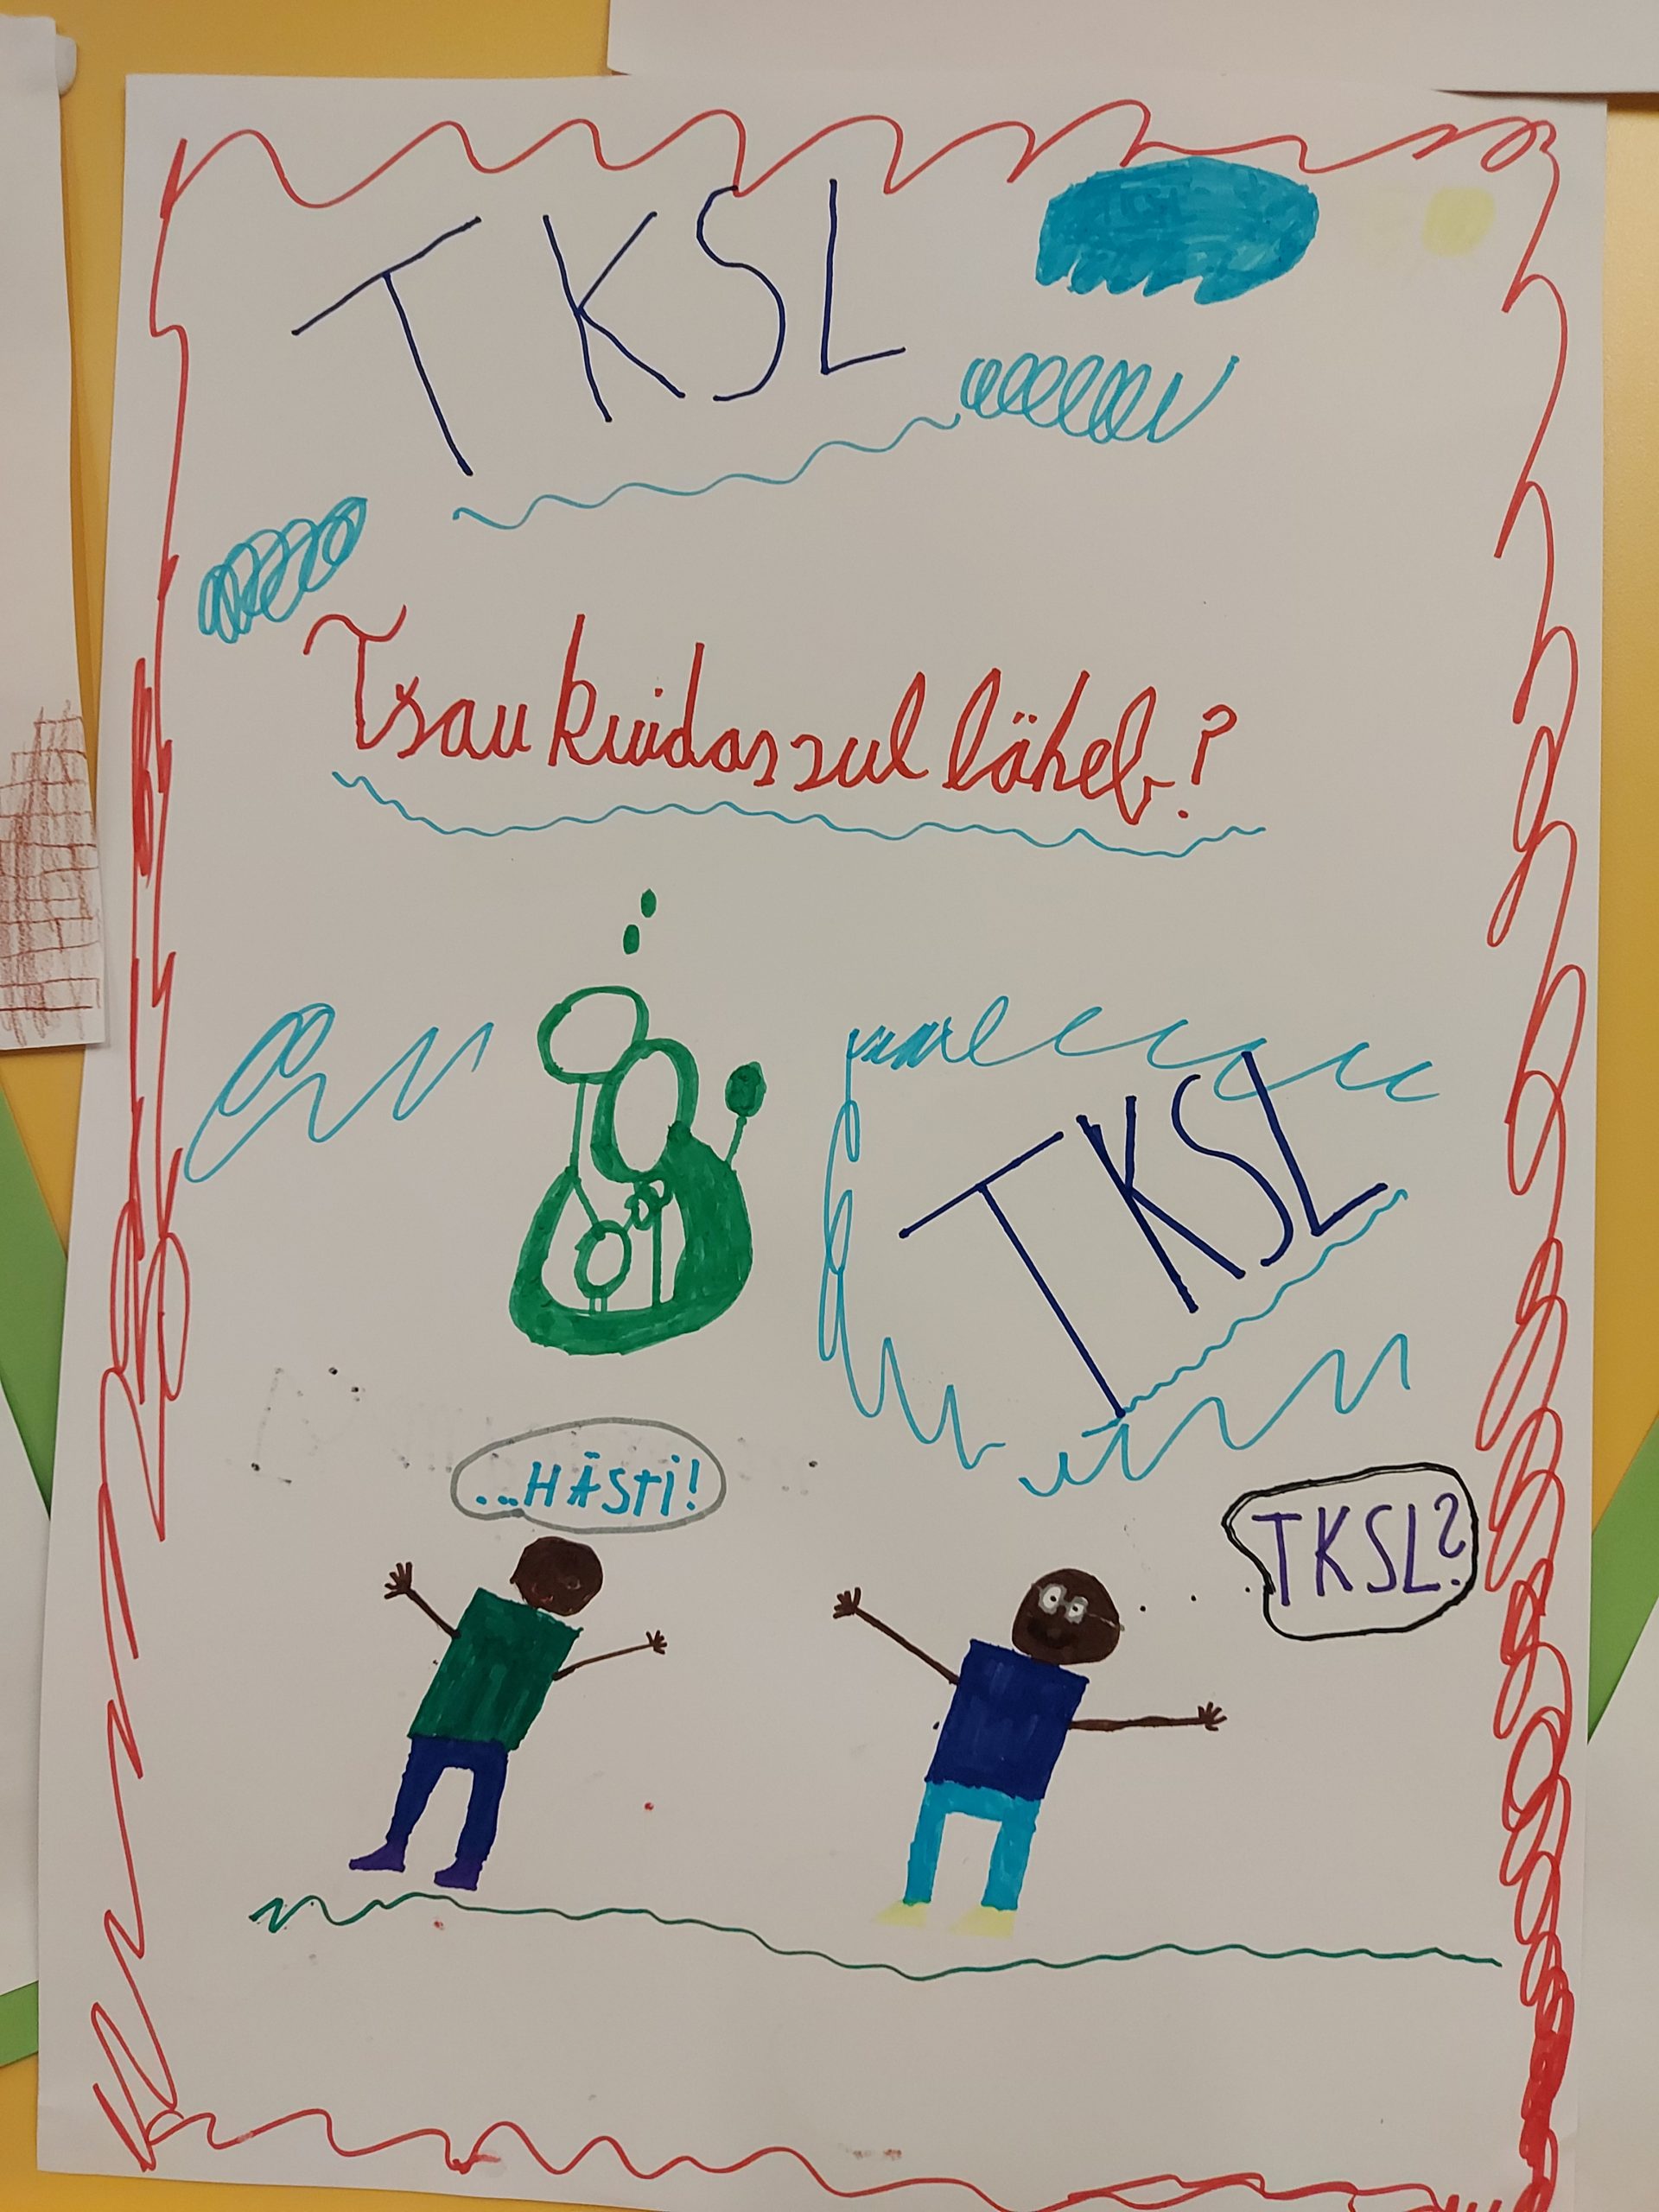 TKSL
Tsau kuidas sul läheb?
TKSL
...HÄSTi!
TKSL?